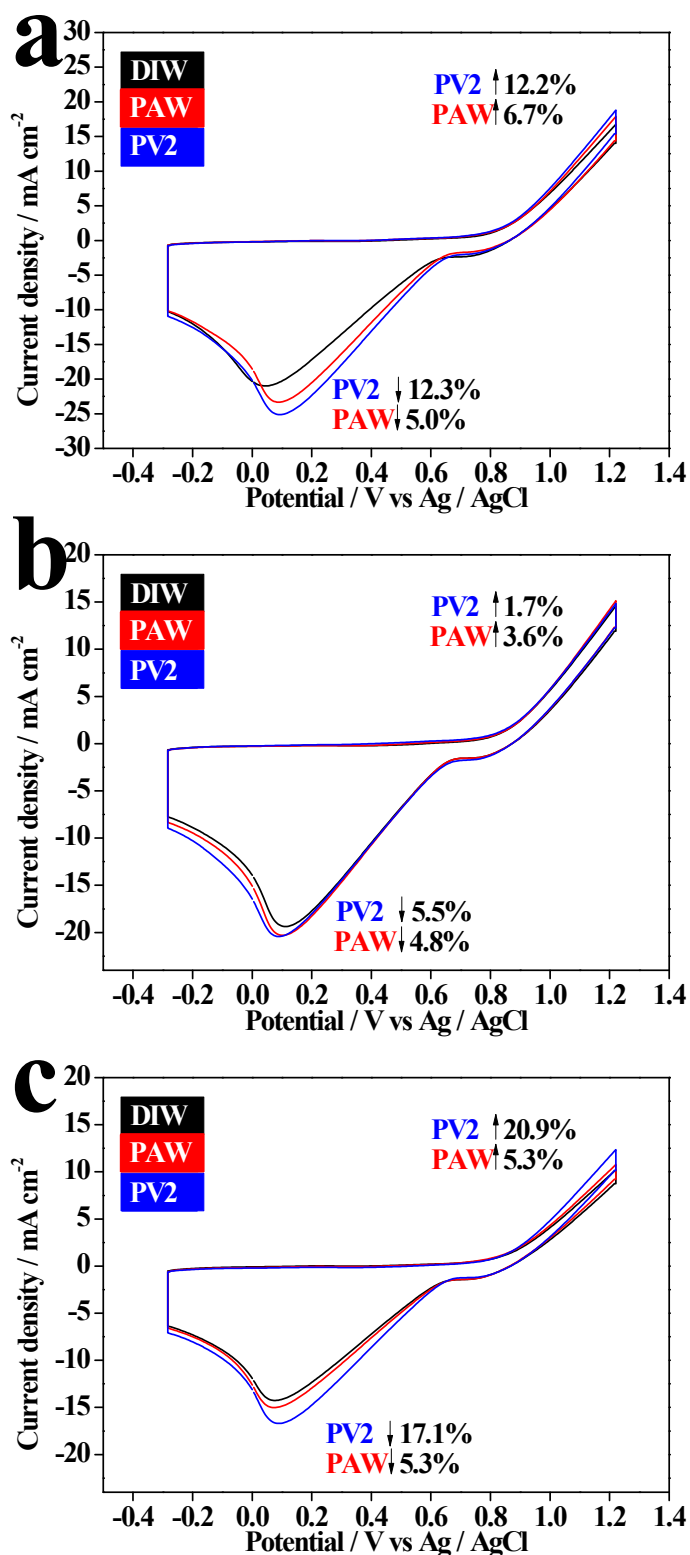 a
30
25
20
15
10
5
0
-5
-10
-15
-20
-25
-30
Current density / mA cm⁻²
DIW
PAW
PV2
PV2 ↑ 12.2%
PAW ↑ 6.7%
PV2 ↓ 12.3%
PAW ↓ 5.0%
-0.4 -0.2 0.0 0.2 0.4 0.6 0.8 1.0 1.2 1.4
Potential / V vs Ag / AgCl
b
20
15
10
5
0
-5
-10
-15
-20
Current density / mA cm⁻²
DIW
PAW
PV2
PV2 ↑ 1.7%
PAW ↑ 3.6%
PV2 ↓ 5.5%
PAW ↓ 4.8%
-0.4 -0.2 0.0 0.2 0.4 0.6 0.8 1.0 1.2 1.4
Potential / V vs Ag / AgCl
c
20
15
10
5
0
-5
-10
-15
-20
Current density / mA cm⁻²
DIW
PAW
PV2
PV2 ↑ 20.9%
PAW ↑ 5.3%
PV2 ↓ 17.1%
PAW ↓ 5.3%
-0.4 -0.2 0.0 0.2 0.4 0.6 0.8 1.0 1.2 1.4
Potential / V vs Ag / AgCl